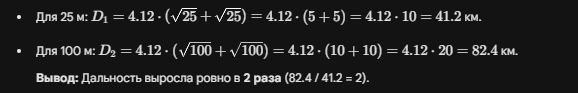 • Для 25 м: D₁ = 4.12 · (√25 + √25) = 4.12 · (5 + 5) = 4.12 · 10 = 41.2 км.
• Для 100 м: D₂ = 4.12 · (√100 + √100) = 4.12 · (10 + 10) = 4.12 · 20 = 82.4 км.
Вывод: Дальность выросла ровно в 2 раза (82.4 / 41.2 = 2).